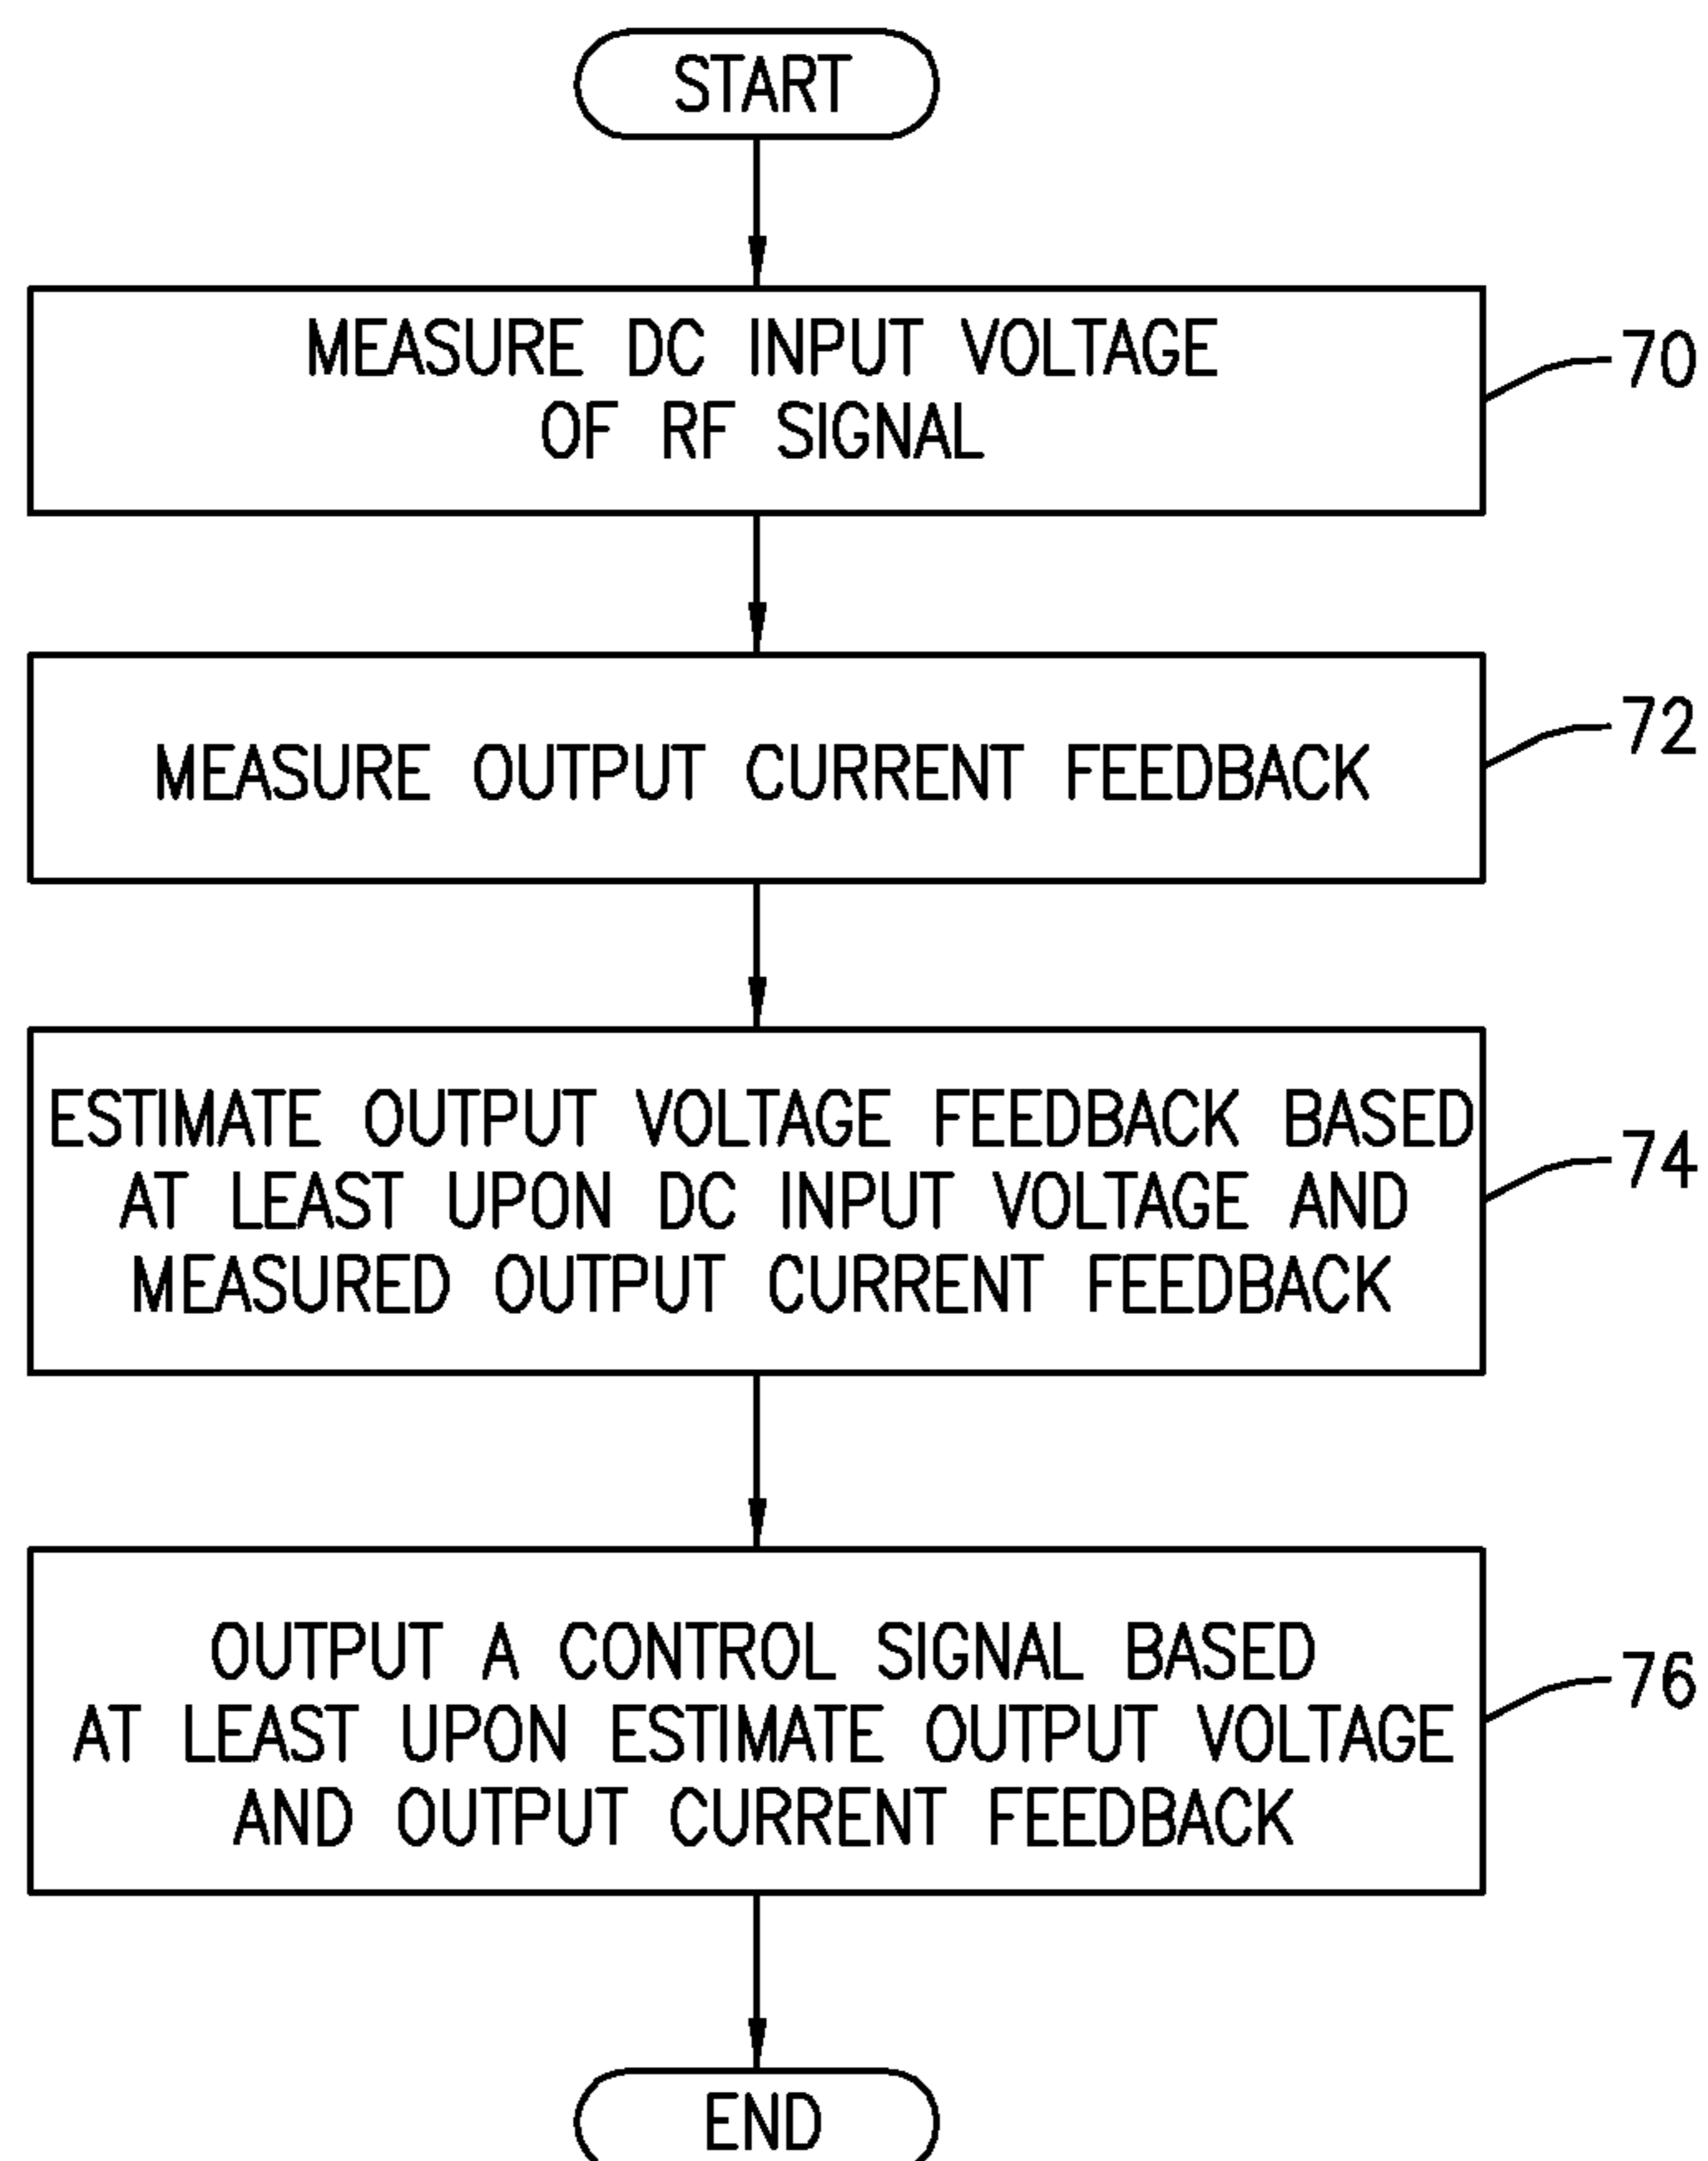 START
MEASURE DC INPUT VOLTAGE
OF RF SIGNAL
70
MEASURE OUTPUT CURRENT FEEDBACK
72
ESTIMATE OUTPUT VOLTAGE FEEDBACK BASED
AT LEAST UPON DC INPUT VOLTAGE AND
MEASURED OUTPUT CURRENT FEEDBACK
74
OUTPUT A CONTROL SIGNAL BASED
AT LEAST UPON ESTIMATE OUTPUT VOLTAGE
AND OUTPUT CURRENT FEEDBACK
76
END